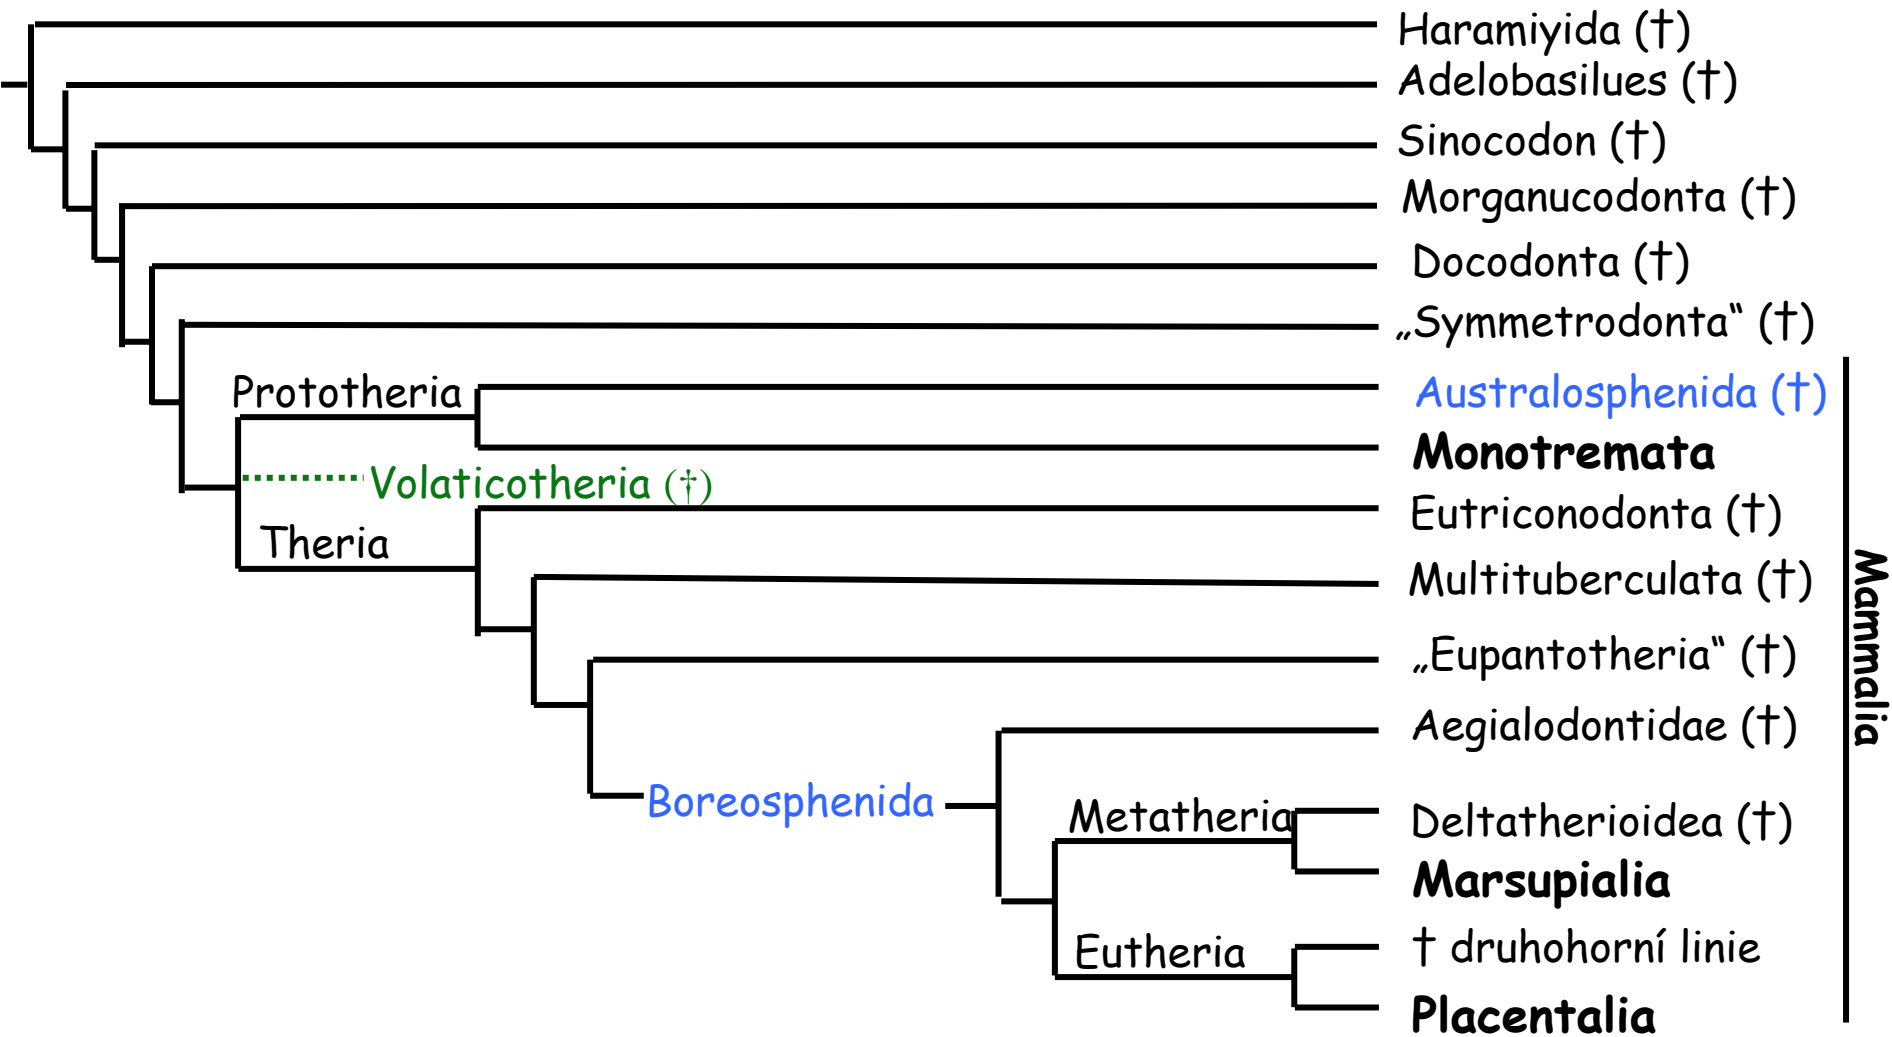 Haramiyida (†)
Adelobasilues (†)
Sinocodon (†)
Morganucodonta (†)
Docodonta (†)
„Symmetrodonta“ (†)
Prototheria
Australosphenida (†)
Monotremata
Volaticotheria (†)
Eutriconodonta (†)
Theria
Multituberculata (†)
Mammalia
„Eupantotheria“ (†)
Aegialodontidae (†)
Boreosphenida
Metatheria
Deltatherioidea (†)
Marsupialia
Eutheria
† druhohorní linie
Placentalia